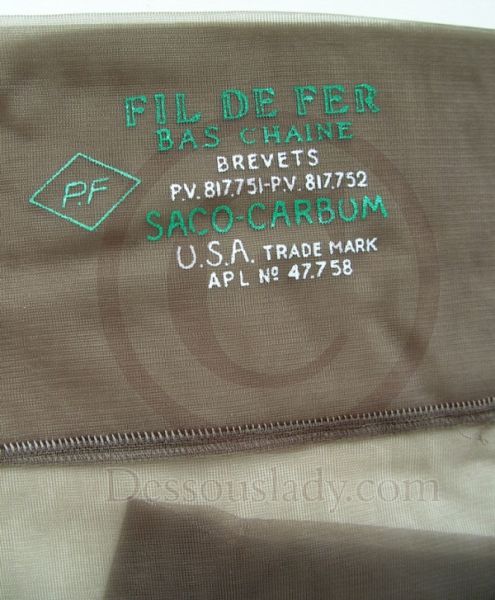 FIL DE FER
BAS CHAINE
BREVETS
P.V. 817.751-P.V. 817.752
PF
SACO-CARBUM
U.S.A. TRADE MARK
APL Nº 47.758
©
Dessouslady.com